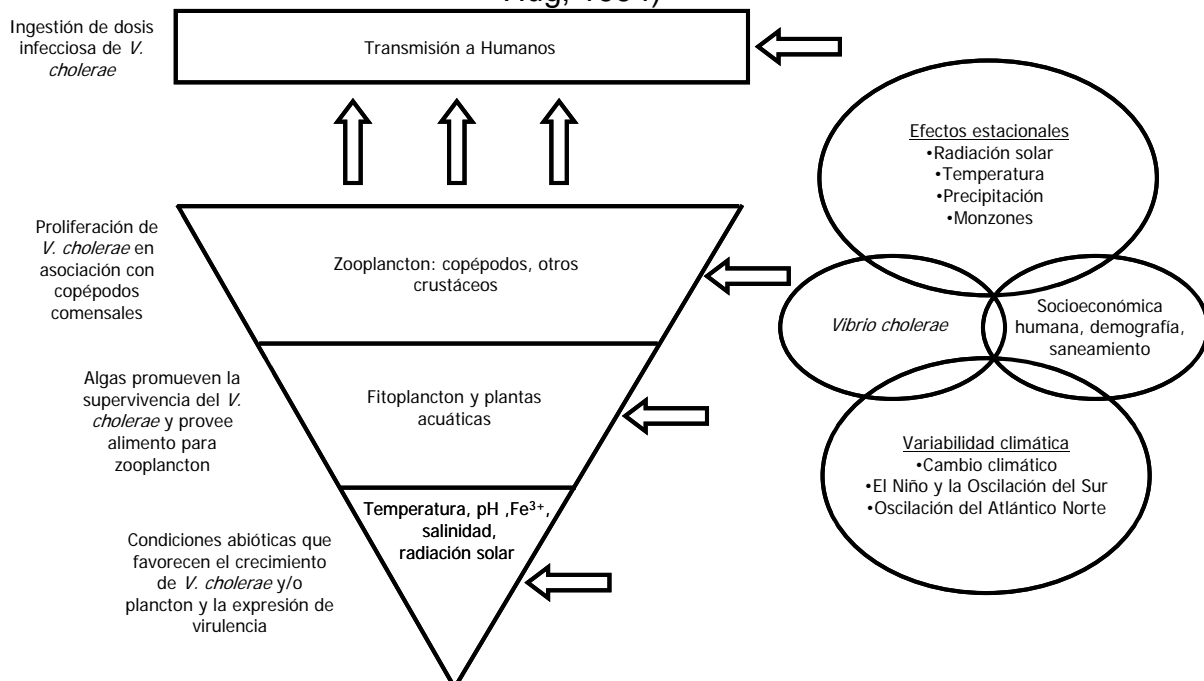 Ingestión de dosis
infecciosa de V.
cholerae
Transmisión a Humanos
Proliferación de
V. cholerae en
asociación con
copépodos
comensales
Zooplancton: copépodos, otros
crustáceos
Algas promueven la
supervivencia del V.
cholerae y provee
alimento para
zooplancton
Fitoplancton y plantas
acuáticas
Condiciones abióticas que
favorecen el crecimiento
de V. cholerae y/o
plancton y la expresión de
virulencia
Temperatura, pH ,Fe³⁺,
salinidad,
radiación solar
Efectos estacionales
•Radiación solar
•Temperatura
•Precipitación
•Monzones
Vibrio cholerae
Socioeconómica
humana, demografía,
saneamiento
Variabilidad climática
•Cambio climático
•El Niño y la Oscilación del Sur
•Oscilación del Atlántico Norte